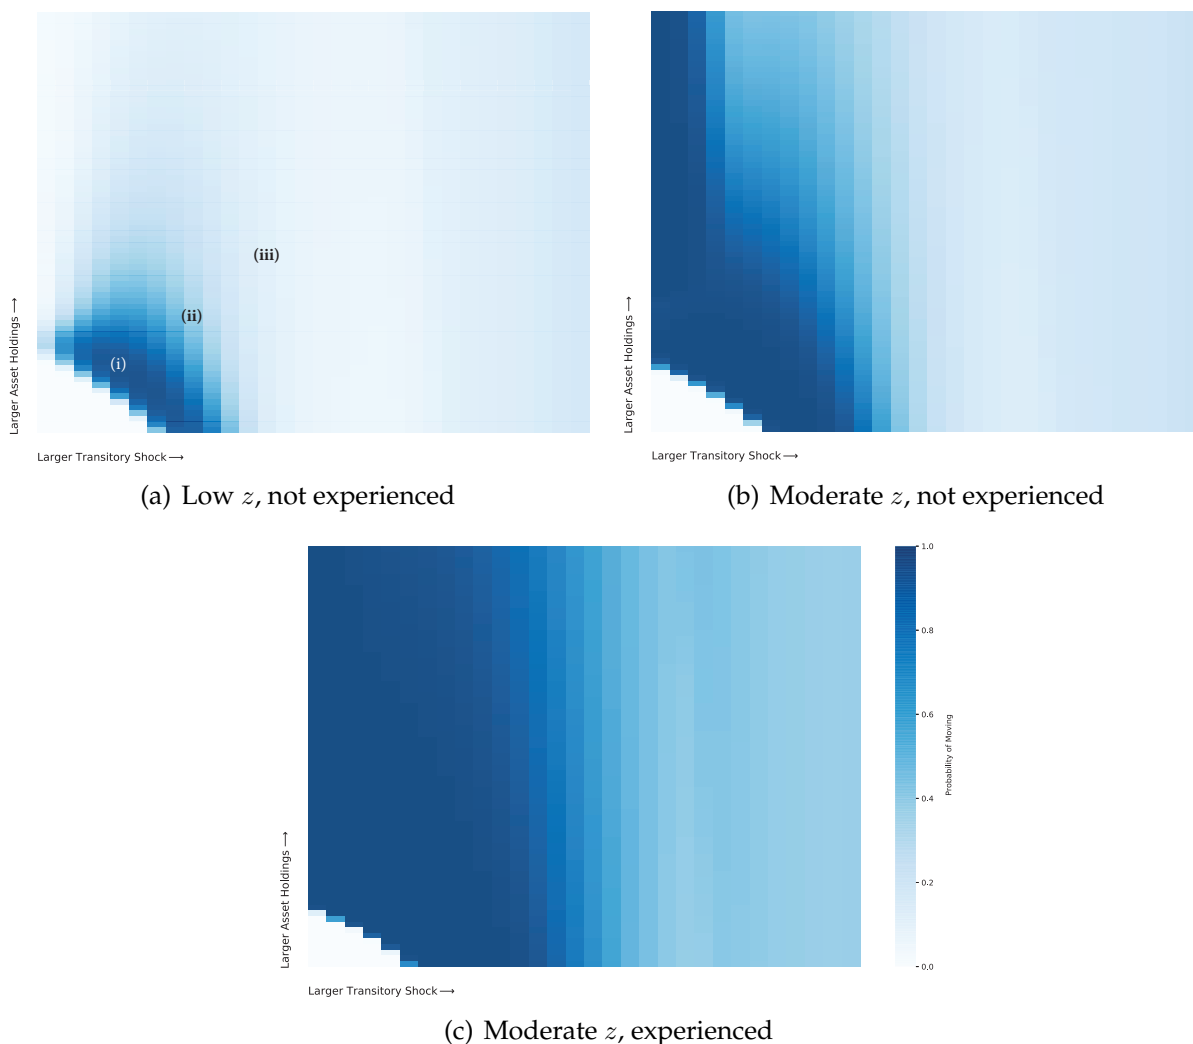 (i)
(ii)
(iii)
Larger Asset Holdings →
Larger Transitory Shock →
(a) Low z, not experienced
Larger Asset Holdings →
Larger Transitory Shock →
(b) Moderate z, not experienced
Larger Asset Holdings →
Larger Transitory Shock →
1.0
0.8
0.6
0.4
0.2
0.0
Probability of Moving
(c) Moderate z, experienced